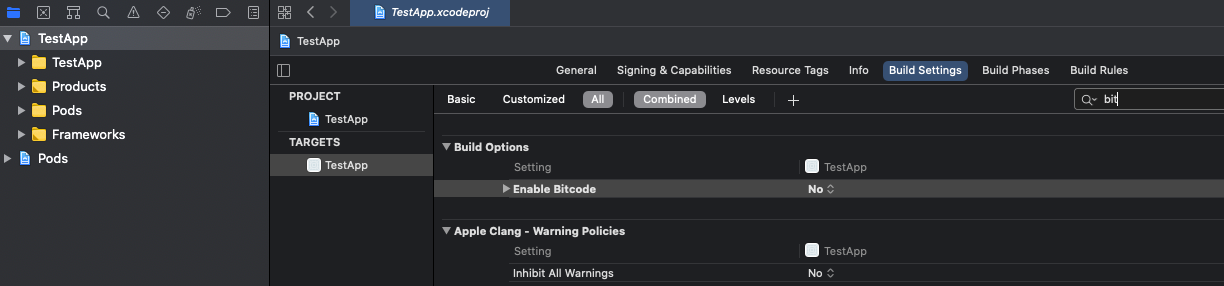 TestApp.xcodeproj
TestApp
TestApp
TestApp
Products
Pods
Frameworks
Pods
General Signing & Capabilities Resource Tags Info Build Settings Build Phases Build Rules
PROJECT
TestApp
TARGETS
TestApp
Basic Customized All Combined Levels + bit
Build Options
Setting TestApp
Enable Bitcode No
Apple Clang - Warning Policies
Setting TestApp
Inhibit All Warnings No